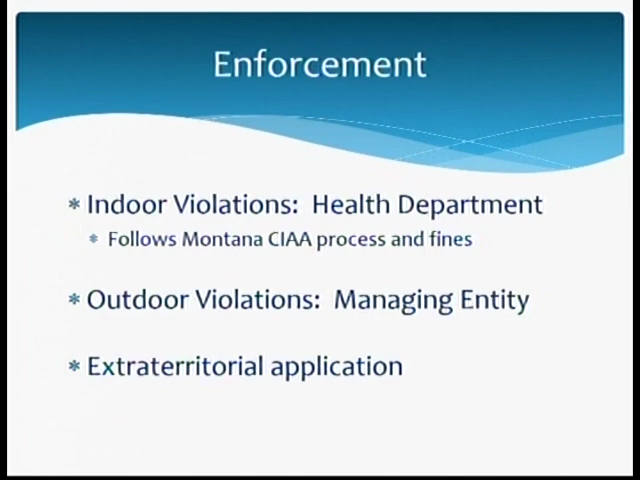 Enforcement
* Indoor Violations:  Health Department
* Follows Montana CIAA process and fines
* Outdoor Violations:  Managing Entity
* Extraterritorial application